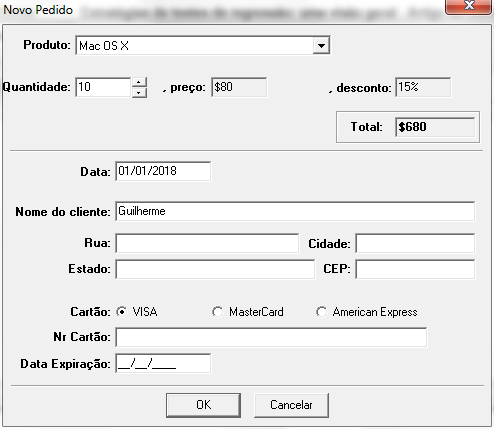 Novo Pedido
Produto: Mac OS X
Quantidade: 10 , preço: $80 , desconto: 15%
Total: $680
Data: 01/01/2018
Nome do cliente: Guilherme
Rua: Cidade:
Estado: CEP:
Cartão: VISA MasterCard American Express
Nr Cartão:
Data Expiração: __/__/____
OK Cancelar